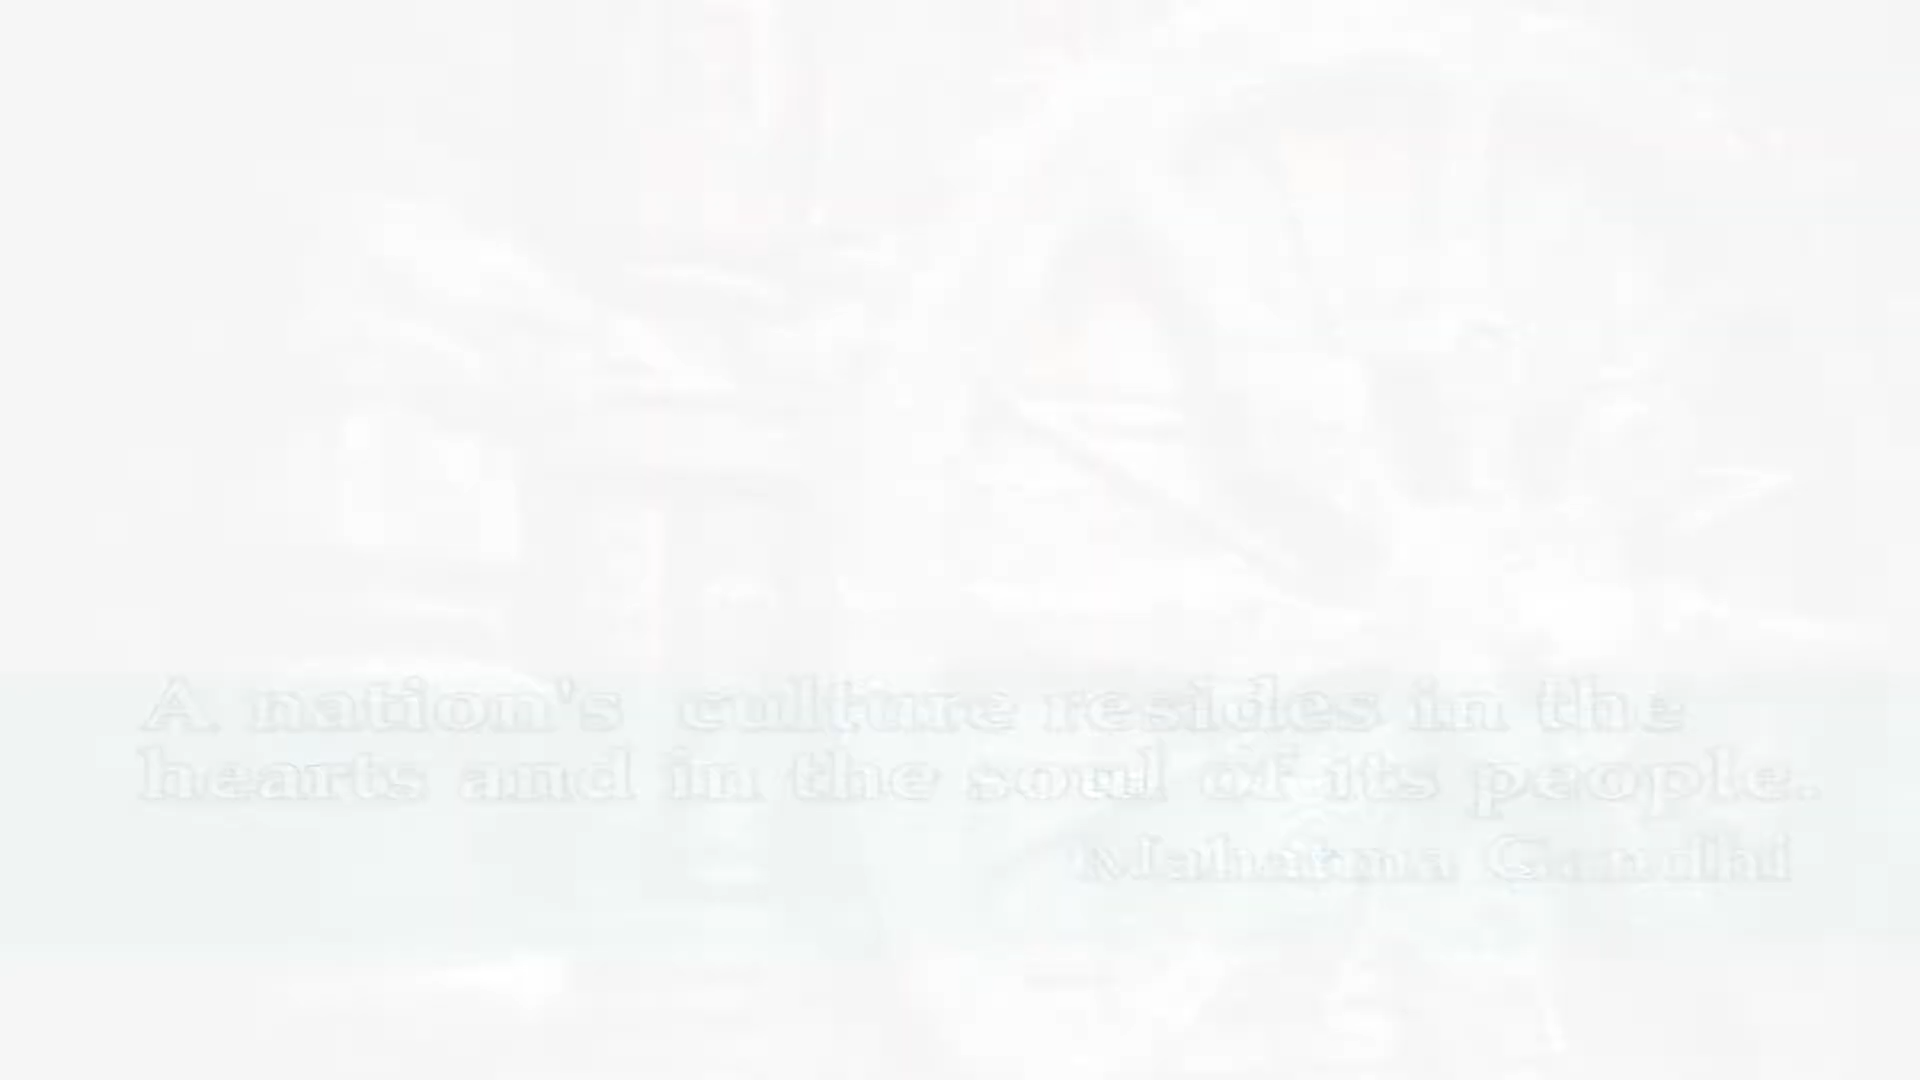 A nation's culture resides in the
hearts and in the soul of its people.
Mahatma Gandhi